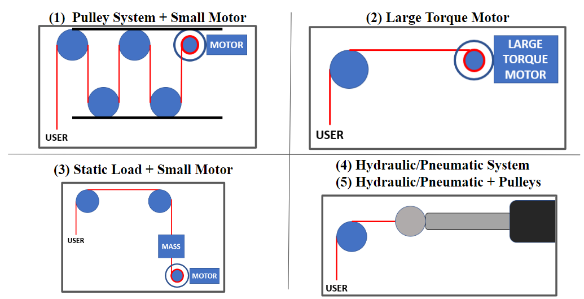 (1) Pulley System + Small Motor
MOTOR
USER
(2) Large Torque Motor
LARGE
TORQUE
MOTOR
USER
(3) Static Load + Small Motor
USER
MASS
MOTOR
(4) Hydraulic/Pneumatic System
(5) Hydraulic/Pneumatic + Pulleys
USER